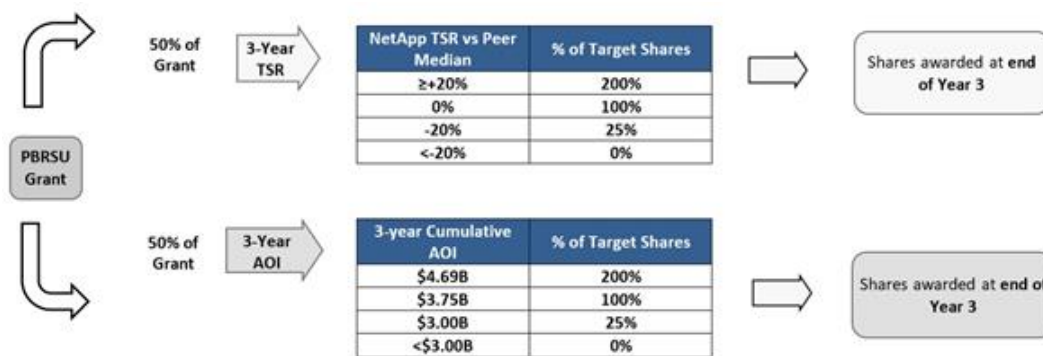 50% of
Grant
3-Year
TSR
NetApp TSR vs Peer
Median
% of Target Shares
≥+20%
200%
0%
100%
-20%
25%
<-20%
0%
Shares awarded at end
of Year 3
PBRSU
Grant
50% of
Grant
3-Year
AOI
3-year Cumulative
AOI
% of Target Shares
$4.69B
200%
$3.75B
100%
$3.00B
25%
<$3.00B
0%
Shares awarded at end of
Year 3